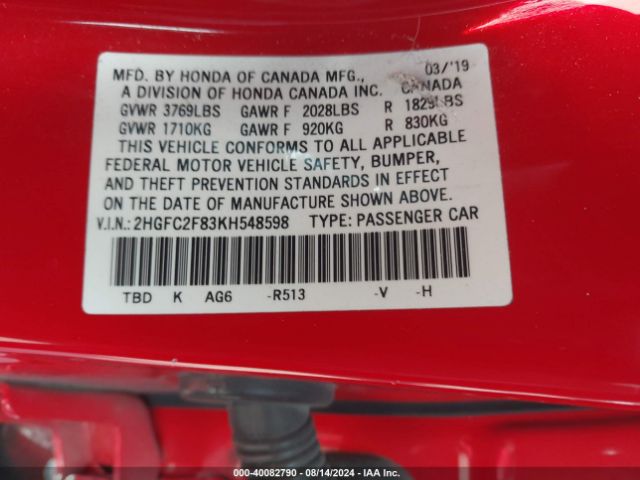 MFD. BY HONDA OF CANADA MFG., 03/'19
A DIVISION OF HONDA CANADA INC. CANADA
GVWR 3769LBS GAWR F 2028LBS R 1829LBS
GVWR 1710KG GAWR F 920KG R 830KG
THIS VEHICLE CONFORMS TO ALL APPLICABLE
FEDERAL MOTOR VEHICLE SAFETY, BUMPER,
AND THEFT PREVENTION STANDARDS IN EFFECT
ON THE DATE OF MANUFACTURE SHOWN ABOVE.
V.I.N.: 2HGFC2F83KH548598 TYPE: PASSENGER CAR
TBD K AG6 -R513 -V -H
000-40082790 - 08/14/2024 - IAA Inc.